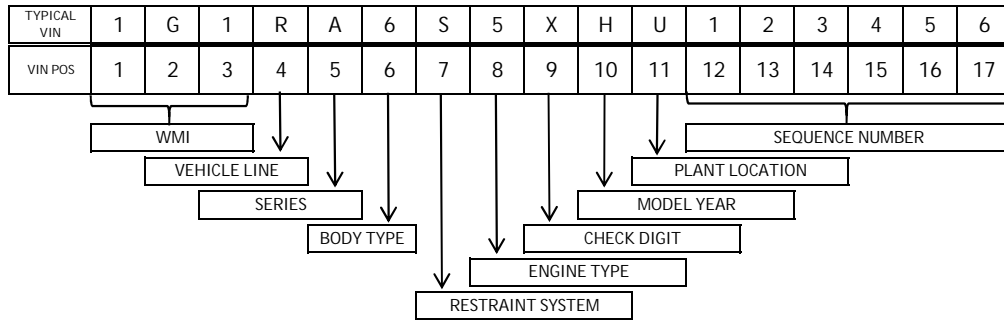 TYPICAL
VIN 1 G 1 R A 6 S 5 X H U 1 2 3 4 5 6
VIN POS 1 2 3 4 5 6 7 8 9 10 11 12 13 14 15 16 17
WMI SEQUENCE NUMBER
VEHICLE LINE PLANT LOCATION
SERIES MODEL YEAR
BODY TYPE CHECK DIGIT
ENGINE TYPE
RESTRAINT SYSTEM